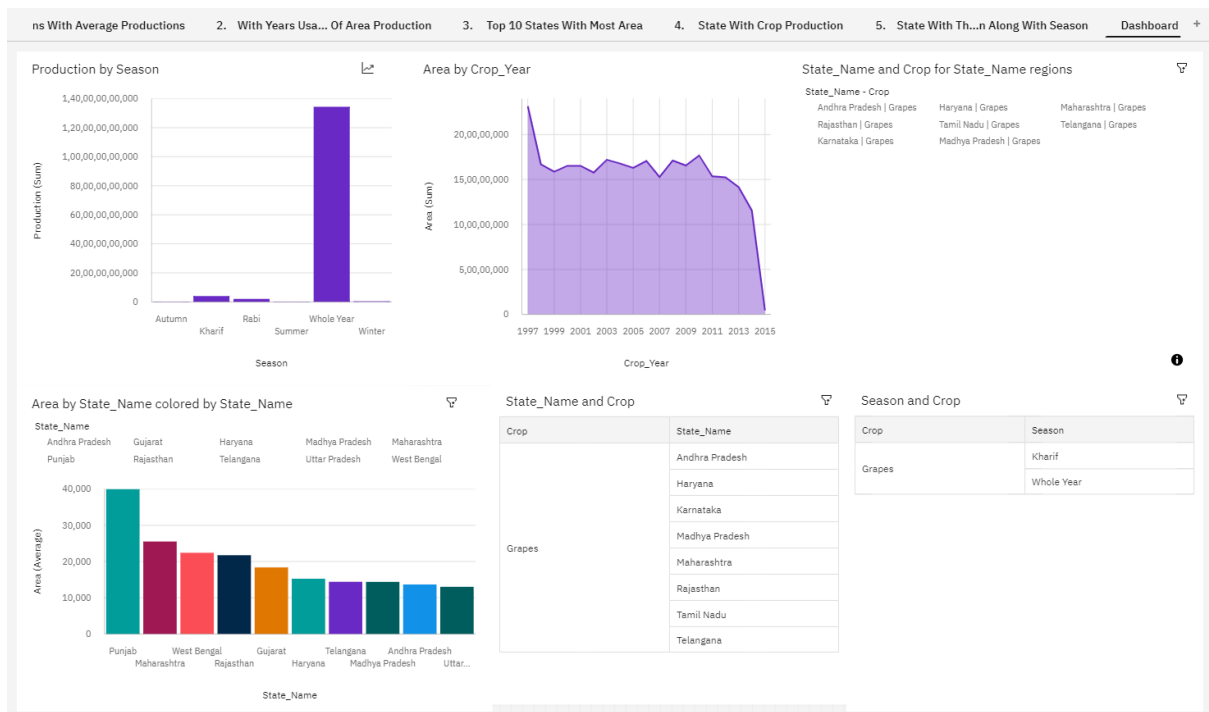 ns With Average Productions 2. With Years Usa... Of Area Production 3. Top 10 States With Most Area 4. State With Crop Production 5. State With Th...n Along With Season Dashboard +
Production by Season
1,40,00,00,00,000
1,20,00,00,00,000
1,00,00,00,00,000
80,00,00,00,000
60,00,00,00,000
40,00,00,00,000
20,00,00,00,000
0
Production (Sum)
Autumn Rabi Whole Year
Kharif Summer Winter
Season
Area by Crop_Year
20,00,00,000
15,00,00,000
10,00,00,000
5,00,00,000
0
Area (Sum)
1997 1999 2001 2003 2005 2007 2009 2011 2013 2015
Crop_Year
State_Name and Crop for State_Name regions
State_Name - Crop
Andhra Pradesh | Grapes Haryana | Grapes Maharashtra | Grapes
Rajasthan | Grapes Tamil Nadu | Grapes Telangana | Grapes
Karnataka | Grapes Madhya Pradesh | Grapes
Area by State_Name colored by State_Name
State_Name
Andhra Pradesh Gujarat Haryana Madhya Pradesh Maharashtra
Punjab Rajasthan Telangana Uttar Pradesh West Bengal
40,000
30,000
20,000
10,000
0
Area (Average)
Punjab West Bengal Gujarat Telangana Andhra Pradesh
Maharashtra Rajasthan Haryana Madhya Pradesh Uttar...
State_Name
State_Name and Crop
Crop State_Name
Grapes
Andhra Pradesh
Haryana
Karnataka
Madhya Pradesh
Maharashtra
Rajasthan
Tamil Nadu
Telangana
Season and Crop
Crop Season
Grapes
Kharif
Whole Year